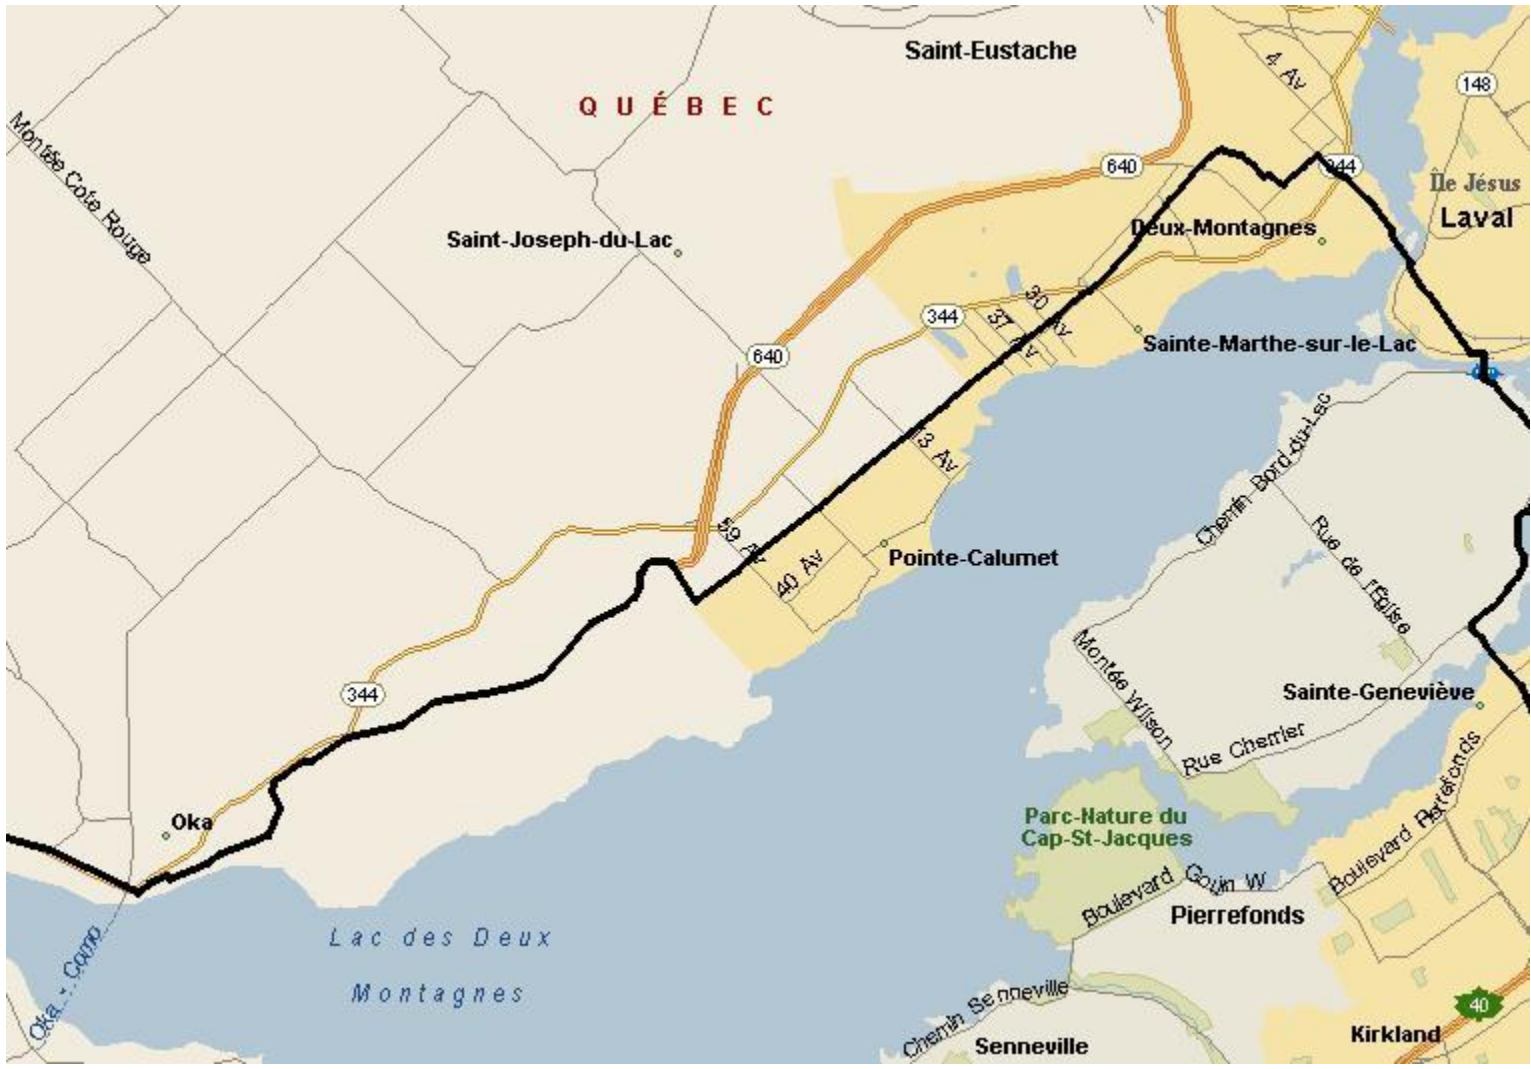 Saint-Eustache
4 Av
148
QUÉBEC
Montée Cote Rouge
640
344
Île Jésus
Laval
Deux-Montagnes
Saint-Joseph-du-Lac
30 Av
344
37 Av
Sainte-Marthe-sur-le-Lac
640
13 Av
Chemin Bord-du-Lac
59 Av
40 Av
Pointe-Calumet
Rue de l'Église
Montée Wilson
344
Sainte-Geneviève
Rue Cherrier
Oka
Parc-Nature du
Cap-St-Jacques
Boulevard Pierrefonds
Boulevard Gouin W
Pierrefonds
Lac des Deux
Montagnes
Oka - Como
Chemin Senneville
Senneville
40
Kirkland